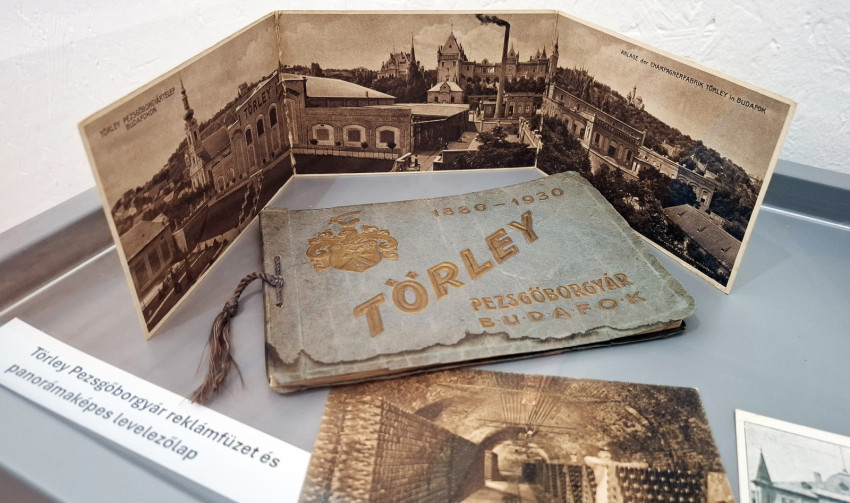 TÖRLEY PEZSGŐBORGYÁRTELEP
BUDAFOKON
TÖRLEY
ANLAGE der CHAMPAGNERFABRIK TÖRLEY in BUDAFOK
1880-1930
TÖRLEY
PEZSGŐBORGYÁR
BUDAFOK
Törley Pezsgőborgyár reklámfüzet és
panorámaképes levelezőlap